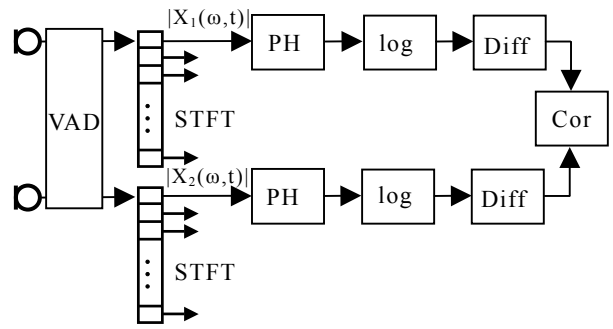 |X₁(ω,t)|
PH
log
Diff
VAD
STFT
Cor
|X₂(ω,t)|
PH
log
Diff
STFT